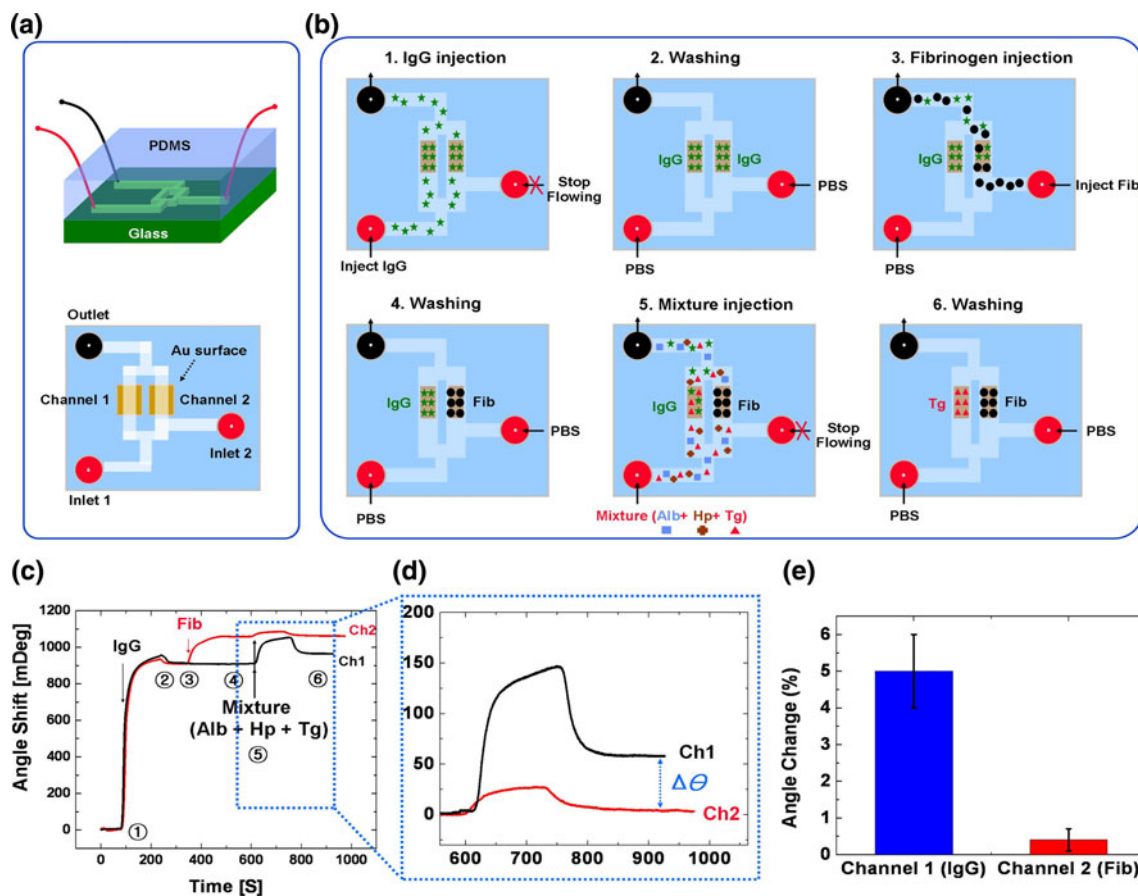 (a)
PDMS
Glass
Outlet
Au surface
Channel 1
Channel 2
Inlet 2
Inlet 1
(b)
1. IgG injection
IgG
Stop
Flowing
Inject IgG
2. Washing
IgG IgG
PBS
PBS
3. Fibrinogen injection
IgG
Inject Fib
PBS
4. Washing
IgG Fib
PBS
PBS
5. Mixture injection
IgG Fib
Stop
Flowing
Mixture (Alb+ Hp+ Tg)
6. Washing
Tg Fib
PBS
PBS
(c)
Angle Shift [mDeg]
1200
1000
800
600
400
200
0
0 200 400 600 800 1000
Time [S]
IgG
Fib
Ch2
Ch1
① ② ③ ④ ⑥
Mixture
(Alb + Hp + Tg)
⑤
(d)
200
150
100
50
0
600 700 800 900 1000
Ch1
Δθ
Ch2
(e)
Angle Change (%)
6
5
4
3
2
1
0
Channel 1 (IgG) Channel 2 (Fib)